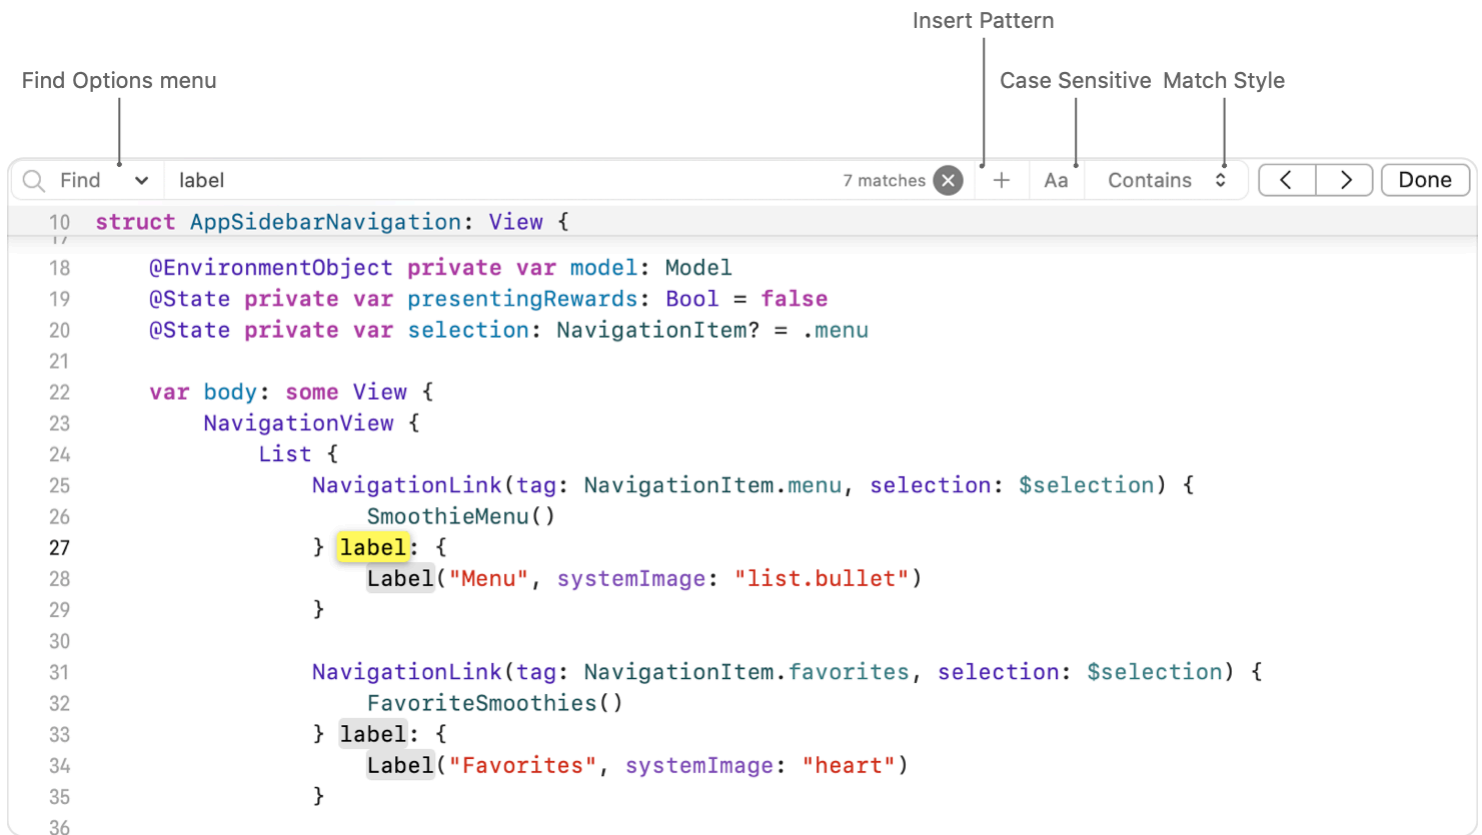 Insert Pattern
Find Options menu
Case Sensitive Match Style
Find label 7 matches Aa Contains Done
10 struct AppSidebarNavigation: View {
17
18 @EnvironmentObject private var model: Model
19 @State private var presentingRewards: Bool = false
20 @State private var selection: NavigationItem? = .menu
21
22 var body: some View {
23 NavigationView {
24 List {
25 NavigationLink(tag: NavigationItem.menu, selection: $selection) {
26 SmoothieMenu()
27 } label: {
28 Label("Menu", systemImage: "list.bullet")
29 }
30
31 NavigationLink(tag: NavigationItem.favorites, selection: $selection) {
32 FavoriteSmoothies()
33 } label: {
34 Label("Favorites", systemImage: "heart")
35 }
36